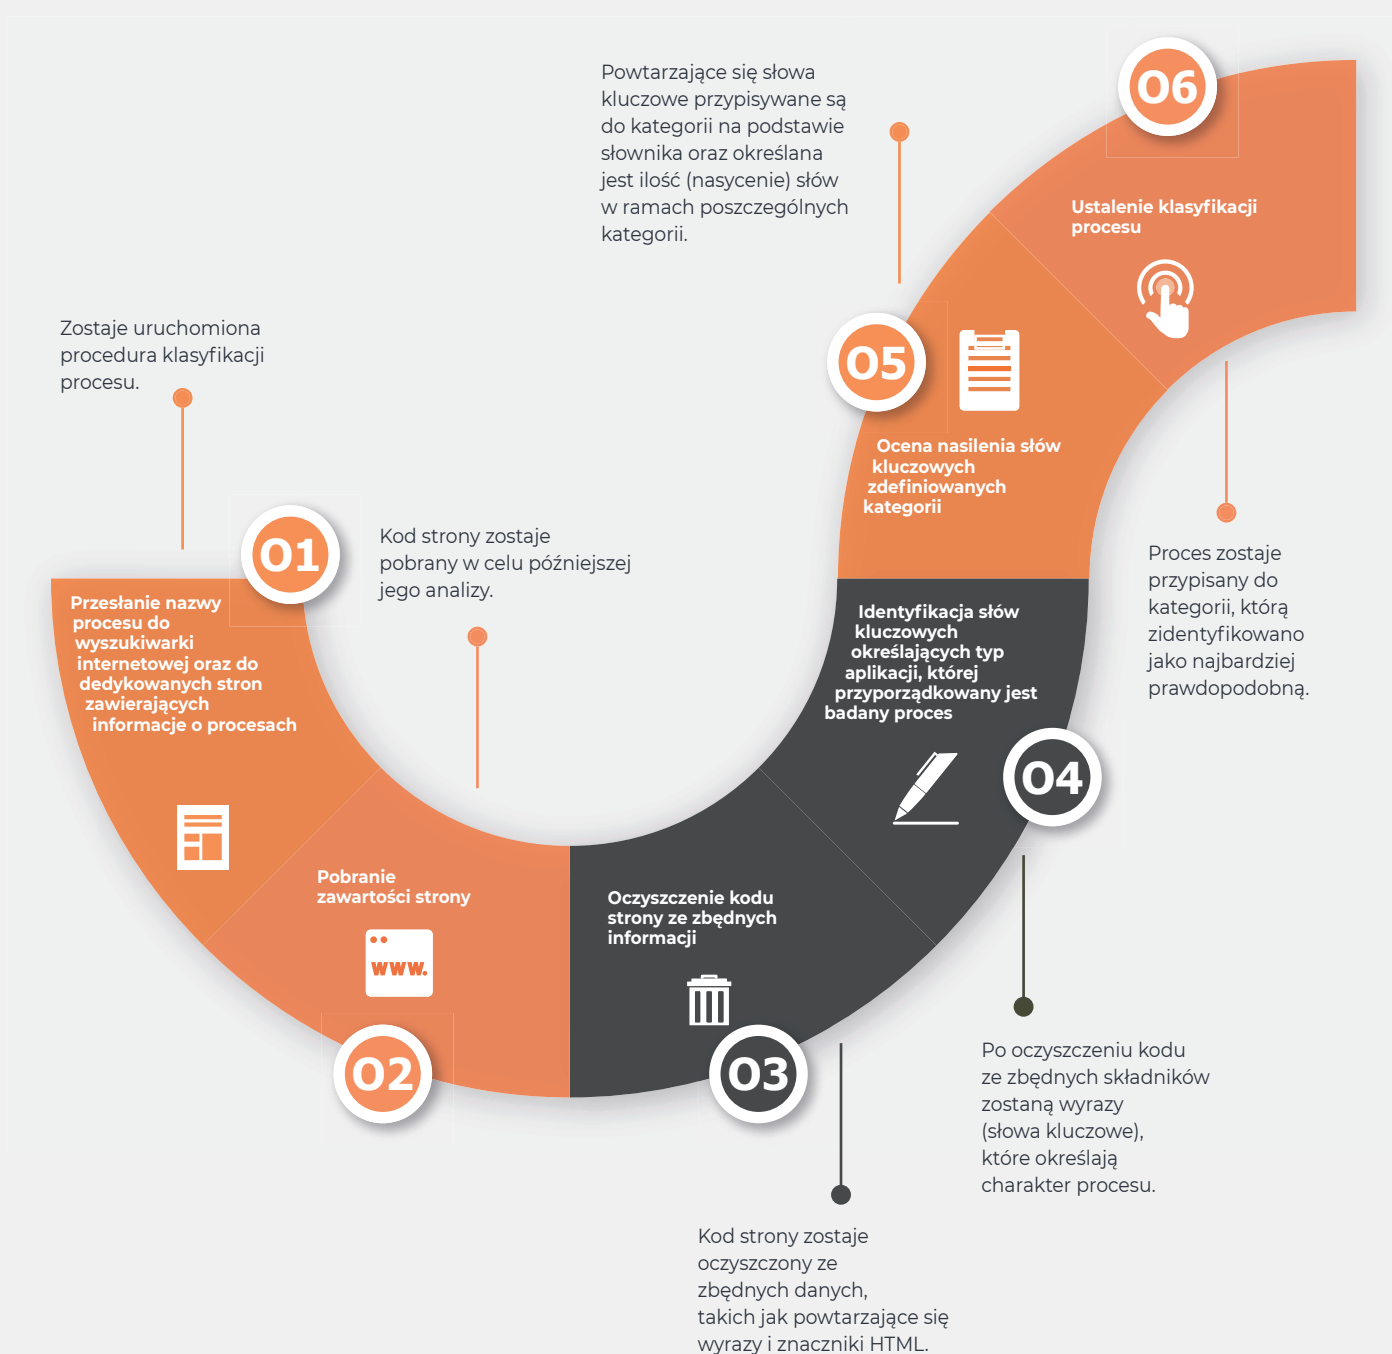 Zostaje uruchomiona
procedura klasyfikacji
procesu.
01
Przesłanie nazwy
procesu do
wyszukiwarki
internetowej oraz do
dedykowanych stron
zawierających
informacje o procesach
Kod strony zostaje
pobrany w celu późniejszej
jego analizy.
Pobranie
zawartości strony
www.
02
Oczyszczenie kodu
strony ze zbędnych
informacji
03
Kod strony zostaje
oczyszczony ze
zbędnych danych,
takich jak powtarzające się
wyrazy i znaczniki HTML.
Identyfikacja słów
kluczowych
określających typ
aplikacji, której
przyporządkowany jest
badany proces
04
Po oczyszczeniu kodu
ze zbędnych składników
zostaną wyrazy
(słowa kluczowe),
które określają
charakter procesu.
Powtarzające się słowa
kluczowe przypisywane są
do kategorii na podstawie
słownika oraz określana
jest ilość (nasycenie) słów
w ramach poszczególnych
kategorii.
05
Ocena nasilenia słów
kluczowych
zdefiniowanych
kategorii
06
Ustalenie klasyfikacji
procesu
Proces zostaje
przypisany do
kategorii, którą
zidentyfikowano
jako najbardziej
prawdopodobną.